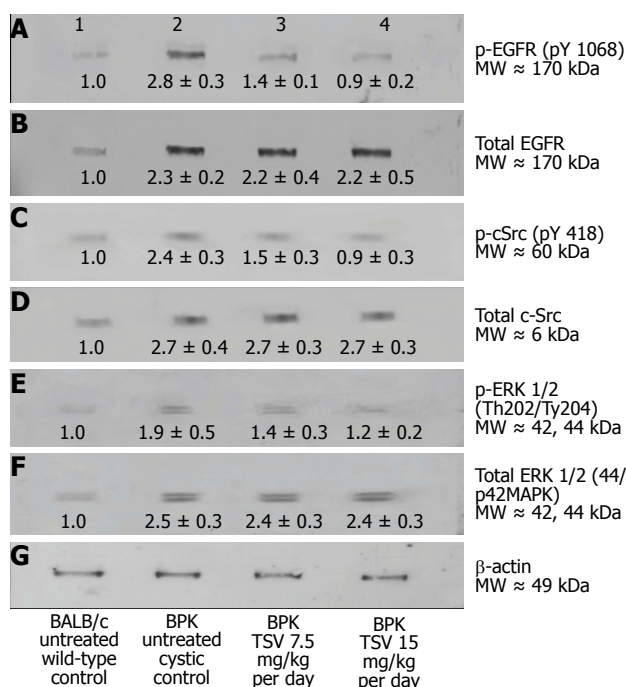 A 1 2 3 4
p-EGFR (pY 1068)
MW ≈ 170 kDa
1.0 2.8 ± 0.3 1.4 ± 0.1 0.9 ± 0.2
B
Total EGFR
MW ≈ 170 kDa
1.0 2.3 ± 0.2 2.2 ± 0.4 2.2 ± 0.5
C
p-cSrc (pY 418)
MW ≈ 60 kDa
1.0 2.4 ± 0.3 1.5 ± 0.3 0.9 ± 0.3
D
Total c-Src
MW ≈ 6 kDa
1.0 2.7 ± 0.4 2.7 ± 0.3 2.7 ± 0.3
E
p-ERK 1/2
(Th202/Ty204)
MW ≈ 42, 44 kDa
1.0 1.9 ± 0.5 1.4 ± 0.3 1.2 ± 0.2
F
Total ERK 1/2 (44/
p42MAPK)
MW ≈ 42, 44 kDa
1.0 2.5 ± 0.3 2.4 ± 0.3 2.4 ± 0.3
G
β-actin
MW ≈ 49 kDa
BALB/c
untreated
wild-type
control
BPK
untreated
cystic
control
BPK
TSV 7.5
mg/kg
per day
BPK
TSV 15
mg/kg
per day